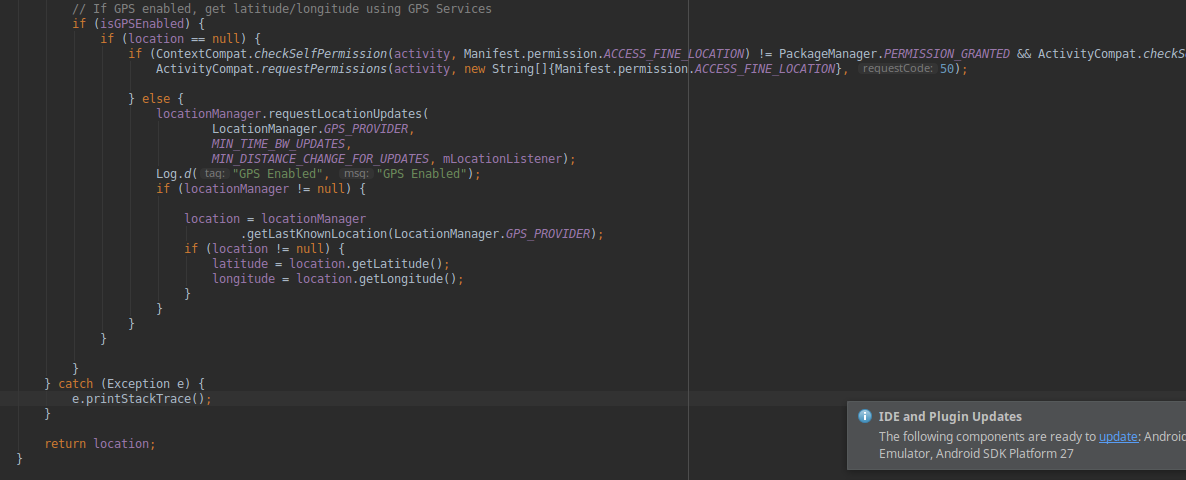 // If GPS enabled, get latitude/longitude using GPS Services
if (isGPSEnabled) {
if (location == null) {
if (ContextCompat.checkSelfPermission(activity, Manifest.permission.ACCESS_FINE_LOCATION) != PackageManager.PERMISSION_GRANTED && ActivityCompat.checkS
ActivityCompat.requestPermissions(activity, new String[]{Manifest.permission.ACCESS_FINE_LOCATION}, requestCode: 50);
} else {
locationManager.requestLocationUpdates(
LocationManager.GPS_PROVIDER,
MIN_TIME_BW_UPDATES,
MIN_DISTANCE_CHANGE_FOR_UPDATES, mLocationListener);
Log.d( tag: "GPS Enabled", msg: "GPS Enabled");
if (locationManager != null) {
location = locationManager
.getLastKnownLocation(LocationManager.GPS_PROVIDER);
if (location != null) {
latitude = location.getLatitude();
longitude = location.getLongitude();
}
}
}
}
}
} catch (Exception e) {
e.printStackTrace();
}
return location;
}
IDE and Plugin Updates
The following components are ready to update: Android
Emulator, Android SDK Platform 27